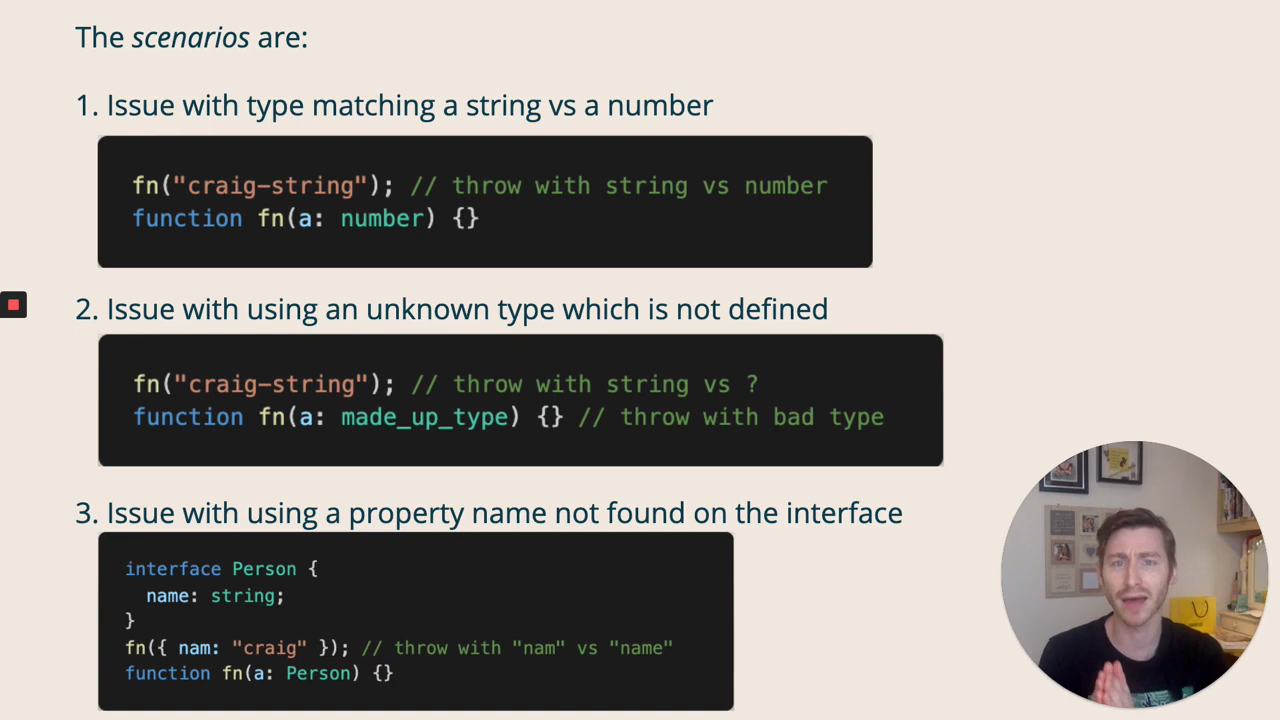 The scenarios are:
1. Issue with type matching a string vs a number
fn("craig-string"); // throw with string vs number
function fn(a: number) {}
2. Issue with using an unknown type which is not defined
fn("craig-string"); // throw with string vs ?
function fn(a: made_up_type) {} // throw with bad type
3. Issue with using a property name not found on the interface
interface Person {
name: string;
}
fn({ nam: "craig" }); // throw with "nam" vs "name"
function fn(a: Person) {}